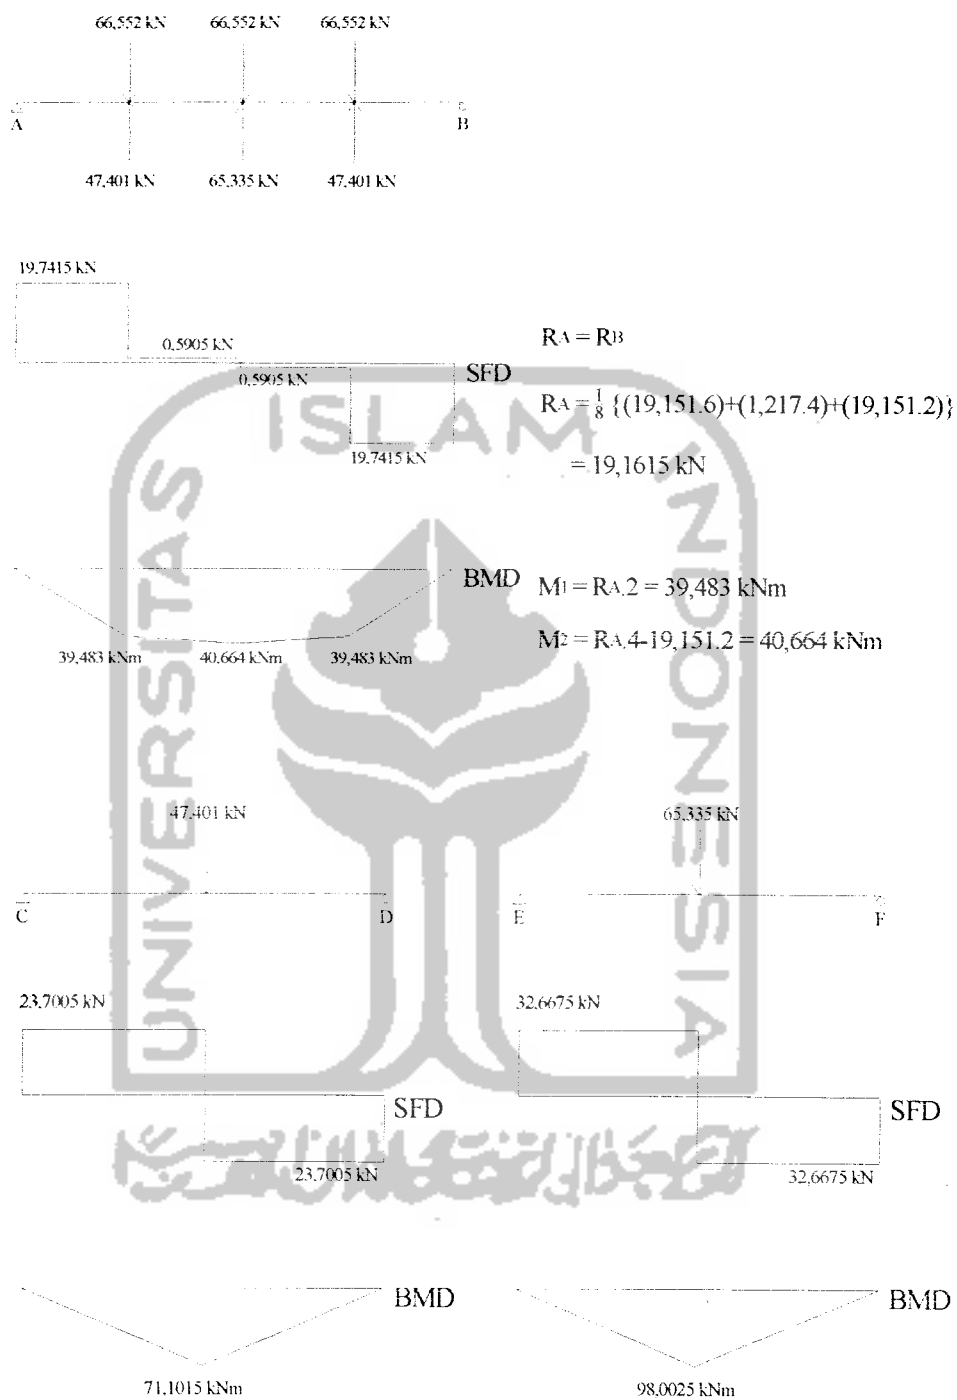 66,552 kN 66,552 kN 66,552 kN
A B
47,401 kN 65,335 kN 47,401 kN
19,7415 kN
0,5905 kN
0,5905 kN
SFD
19,7415 kN
RA = RB
RA = 1/8 {(19,151.6)+(1,217.4)+(19,151.2)}
= 19,1615 kN
BMD
39,483 kNm 40,664 kNm 39,483 kNm
M1 = RA.2 = 39,483 kNm
M2 = RA.4-19,151.2 = 40,664 kNm
47,401 kN 65,335 kN
C D E F
23,7005 kN 32,6675 kN
SFD SFD
23,7005 kN 32,6675 kN
BMD BMD
71,1015 kNm 98,0025 kNm
UNIVERSITAS
ISLAM
INDONESIA